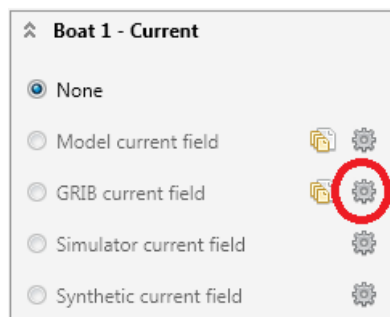 Boat 1 - Current
None
Model current field
GRIB current field
Simulator current field
Synthetic current field